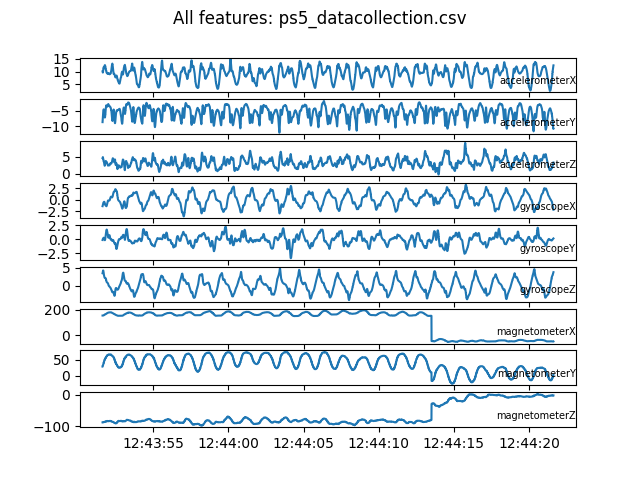 All features: ps5_datacollection.csv
15
10
5
accelerometerX
−5
−10
accelerometerY
5
0
accelerometerZ
2.5
0.0
−2.5
gyroscopeX
2.5
0.0
−2.5
gyroscopeY
5
0
gyroscopeZ
200
0
magnetometerX
50
0
magnetometerY
0
−100
magnetometerZ
12:43:55 12:44:00 12:44:05 12:44:10 12:44:15 12:44:20